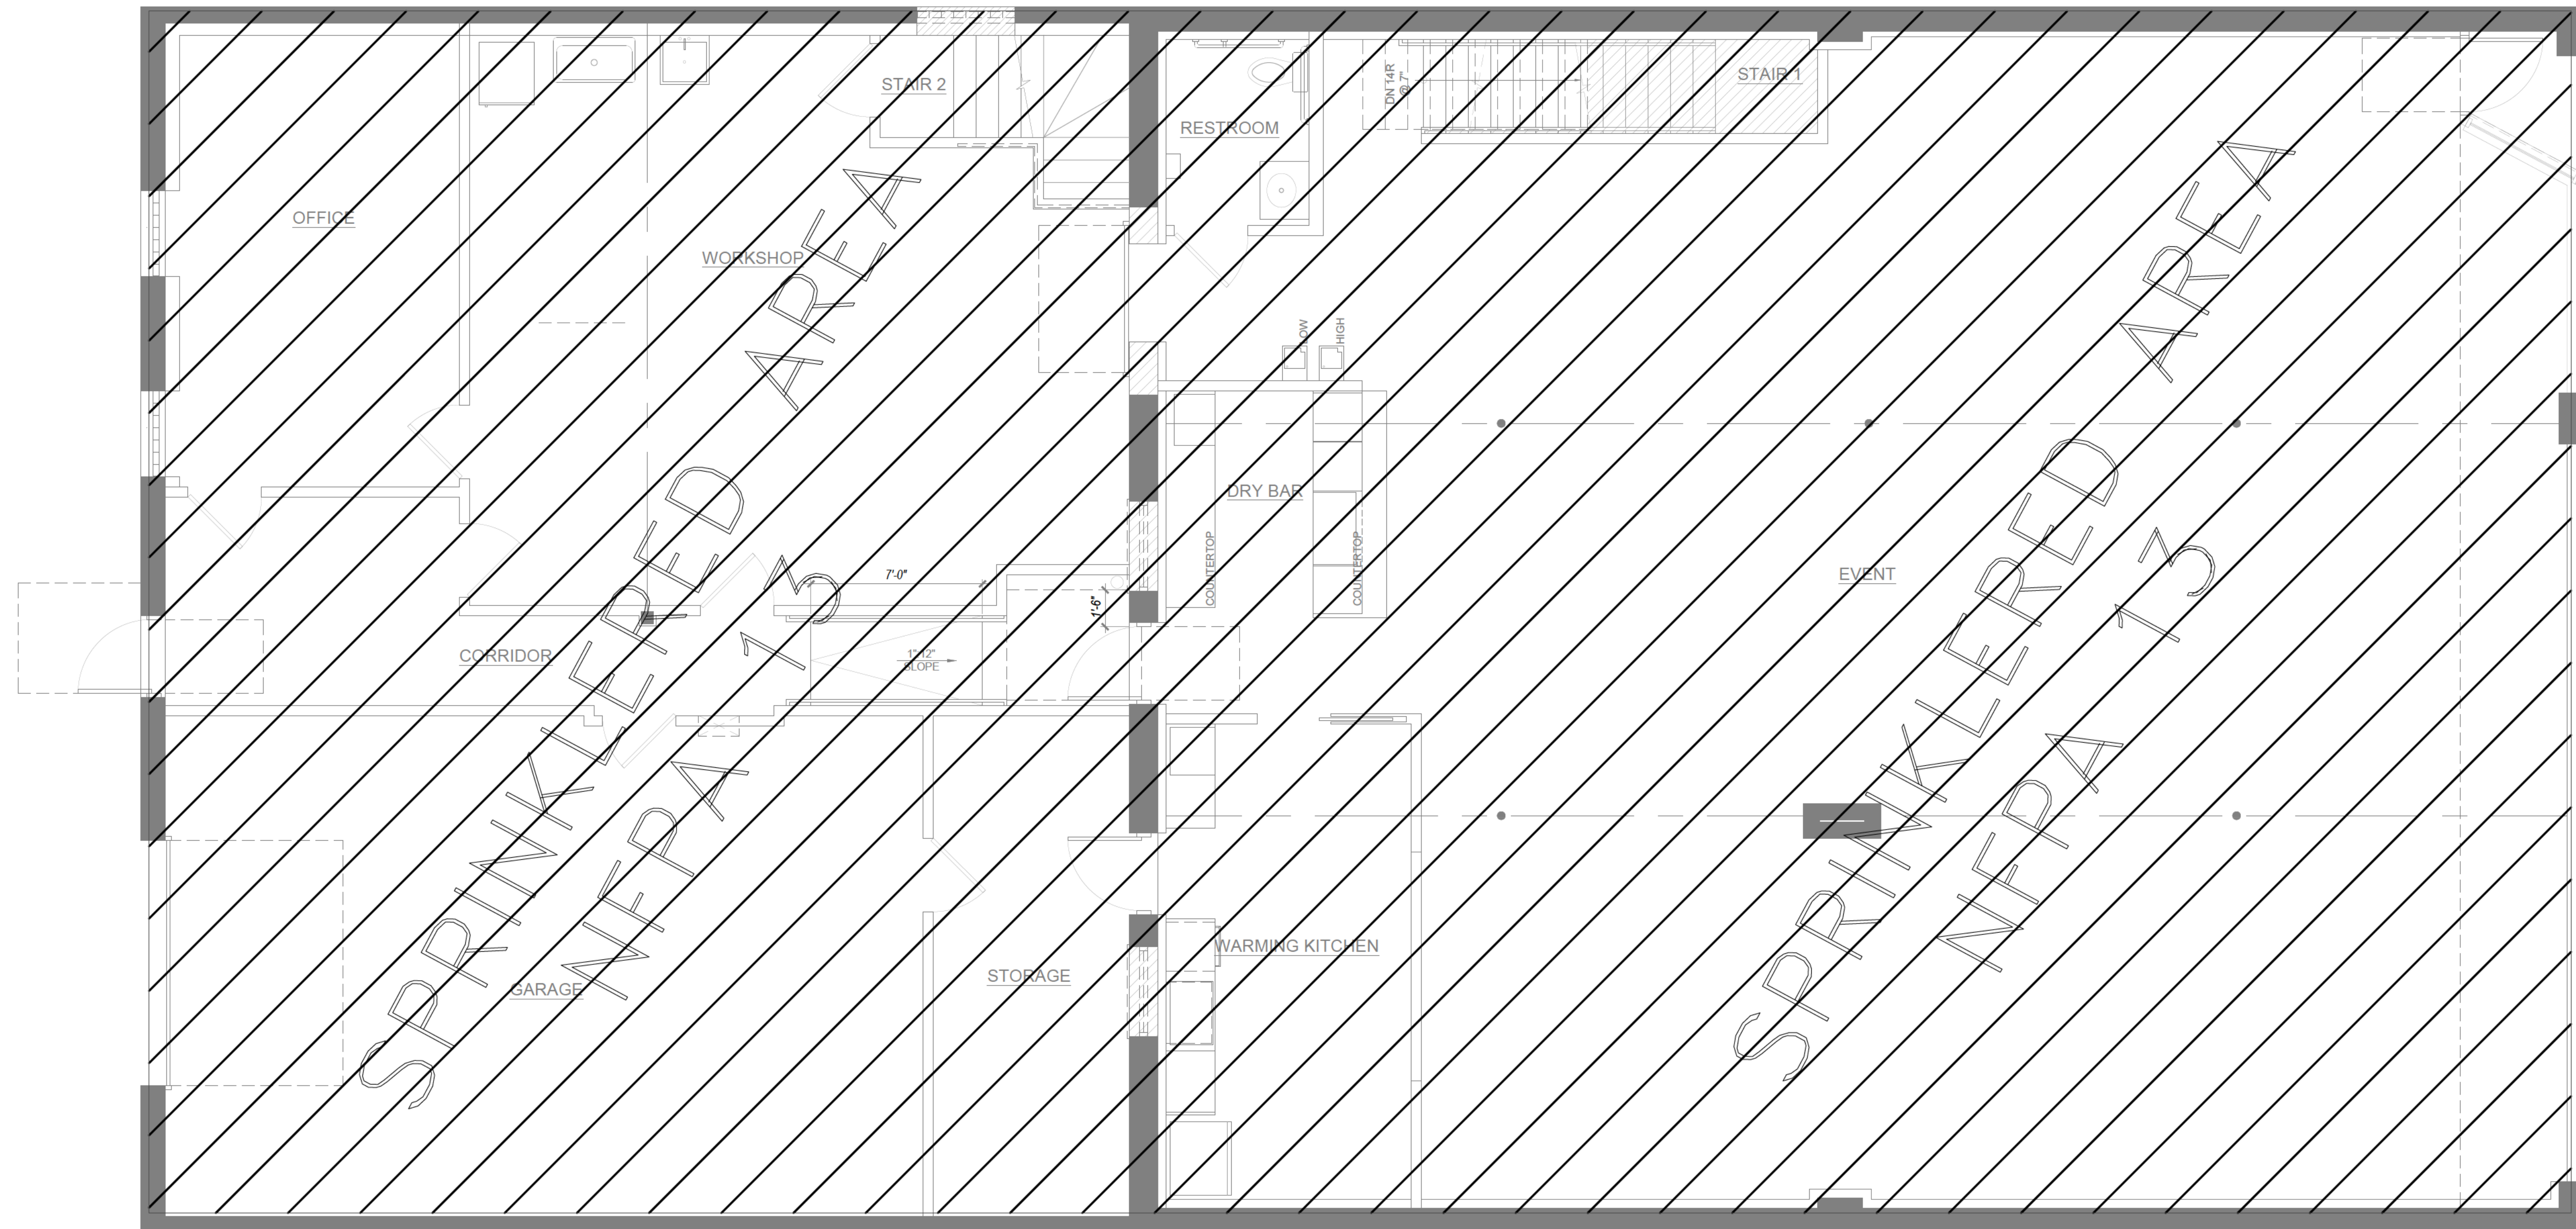 STAIR 2
STAIR 1
DN 14R
@ 7"
RESTROOM
OFFICE
WORKSHOP
LOW
HIGH
DRY BAR
COUNTERTOP
COUNTERTOP
EVENT
7'-0"
1'-6"
CORRIDOR
1":12"
SLOPE
SPRINKLERED AREA
NFPA 13
SPRINKLERED AREA
NFPA 13
WARMING KITCHEN
STORAGE
GARAGE